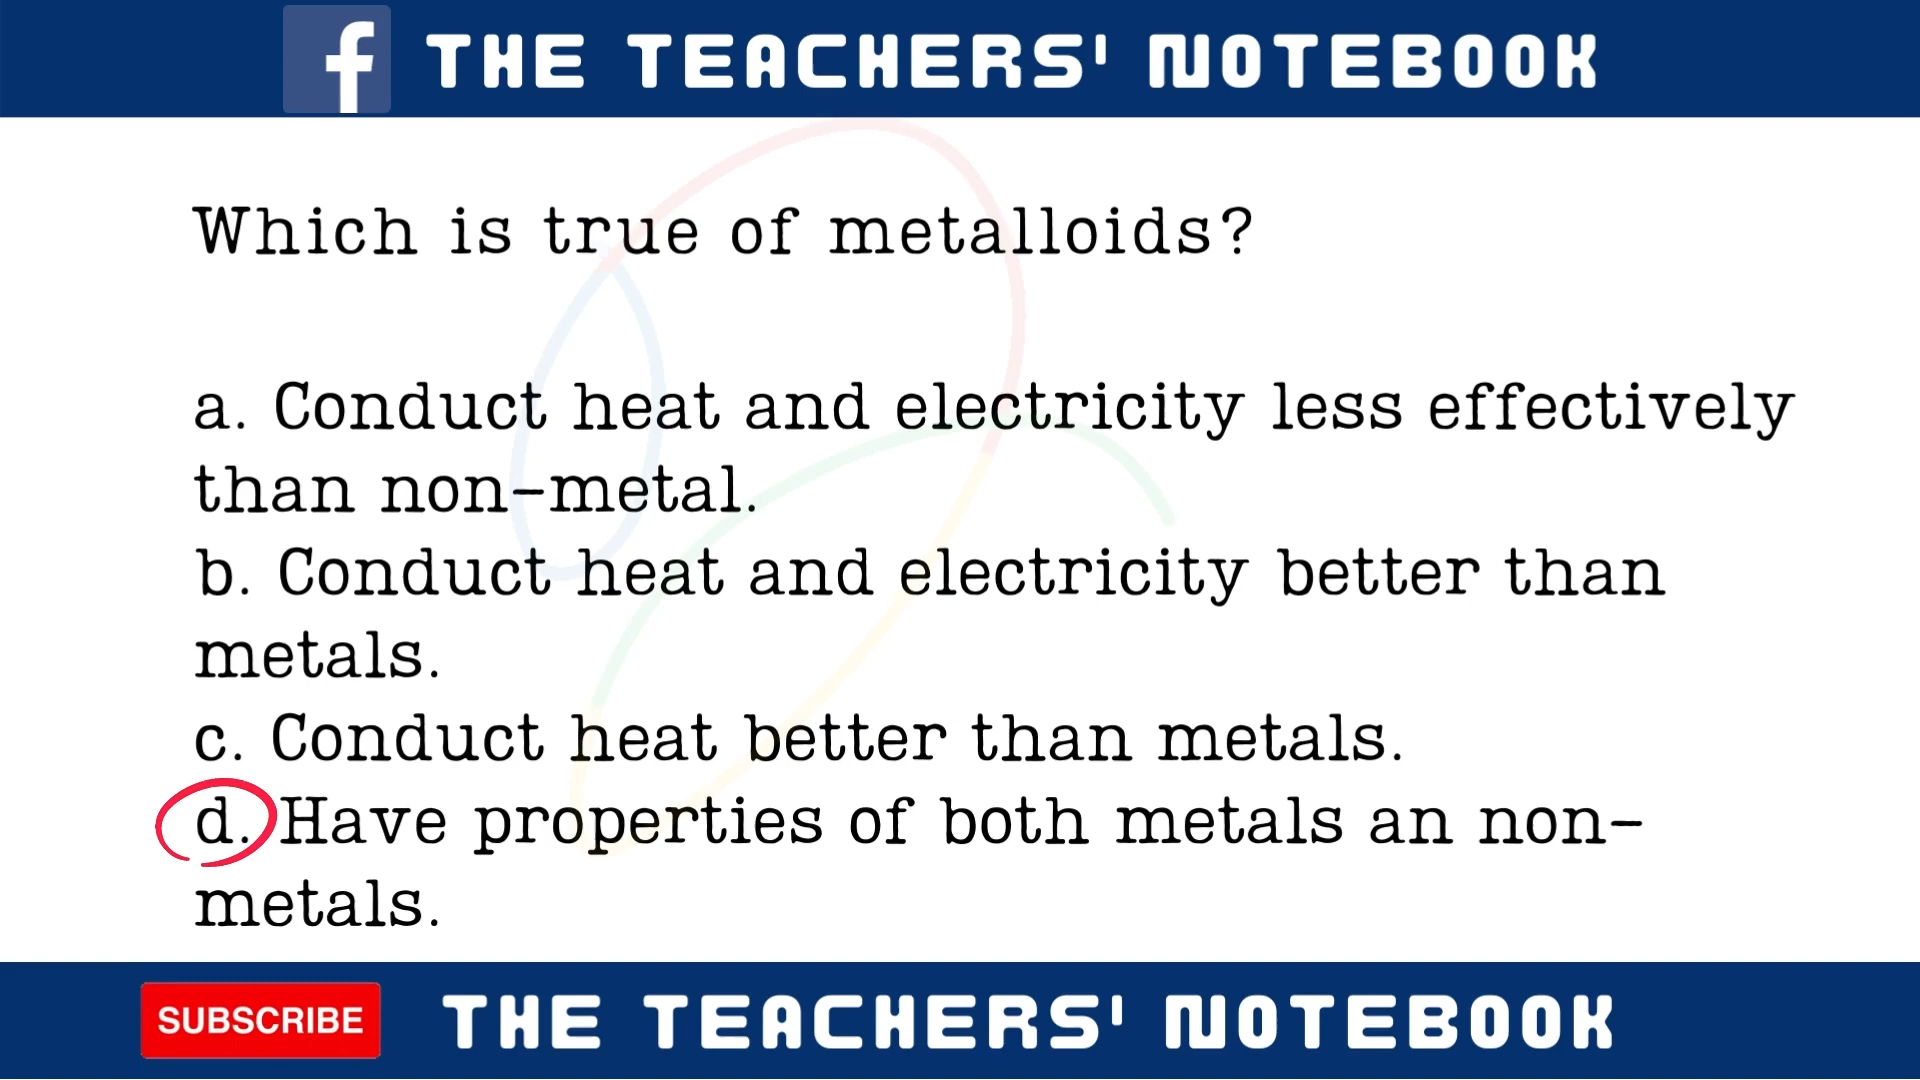 THE TEACHERS' NOTEBOOK
Which is true of metalloids?
a. Conduct heat and electricity less effectively
than non-metal.
b. Conduct heat and electricity better than
metals.
c. Conduct heat better than metals.
d. Have properties of both metals an non-
metals.
SUBSCRIBE THE TEACHERS' NOTEBOOK